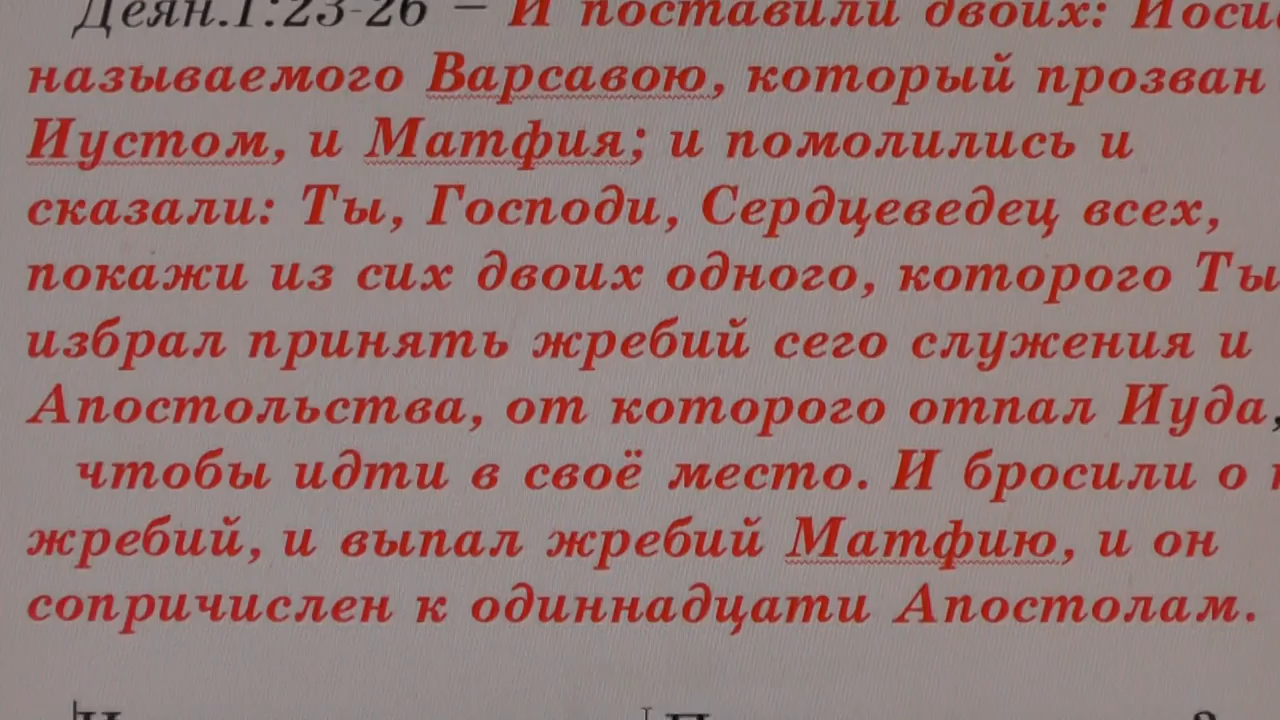 Деян.1:23-26 – И поставили двоих: Иоси
называемого Варсавою, который прозван
Иустом, и Матфия; и помолились и
сказали: Ты, Господи, Сердцеведец всех,
покажи из сих двоих одного, которого Ты
избрал принять жребий сего служения и
Апостольства, от которого отпал Иуда,
чтобы идти в своё место. И бросили о
жребий, и выпал жребий Матфию, и он
сопричислен к одиннадцати Апостолам.